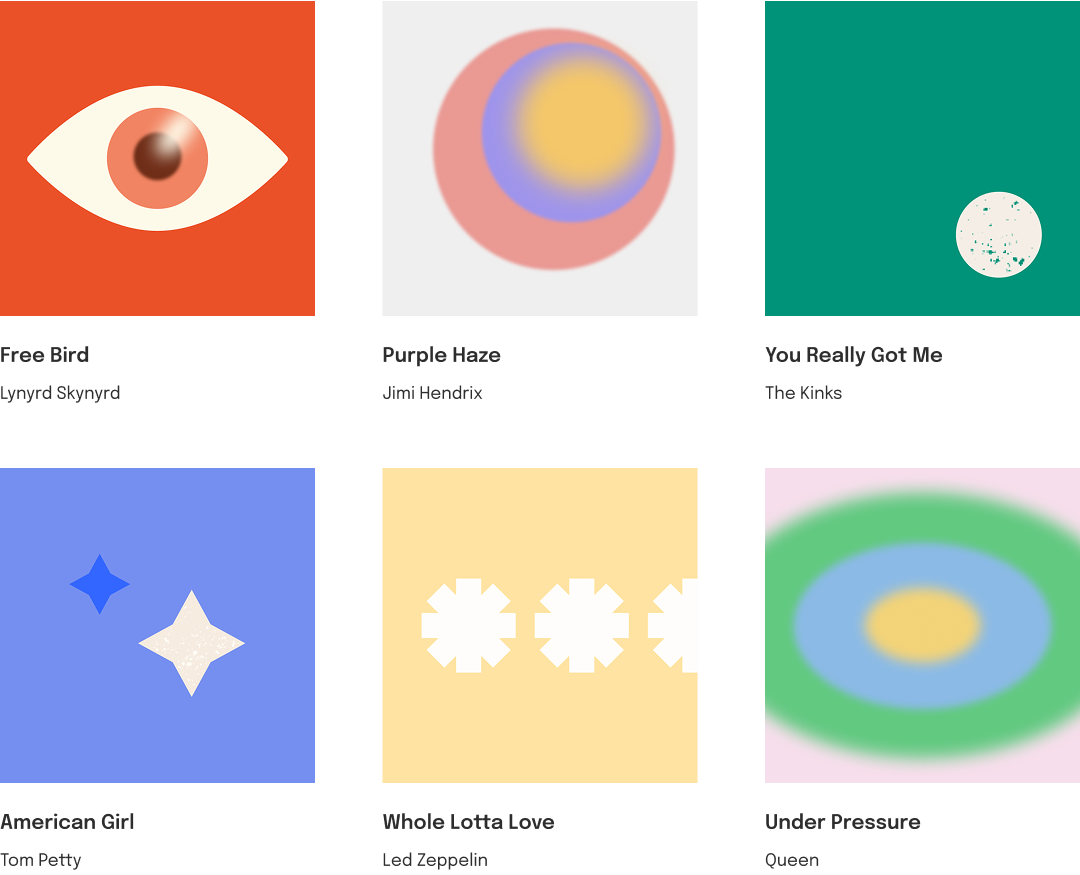 Free Bird
Lynyrd Skynyrd
Purple Haze
Jimi Hendrix
You Really Got Me
The Kinks
American Girl
Tom Petty
Whole Lotta Love
Led Zeppelin
Under Pressure
Queen